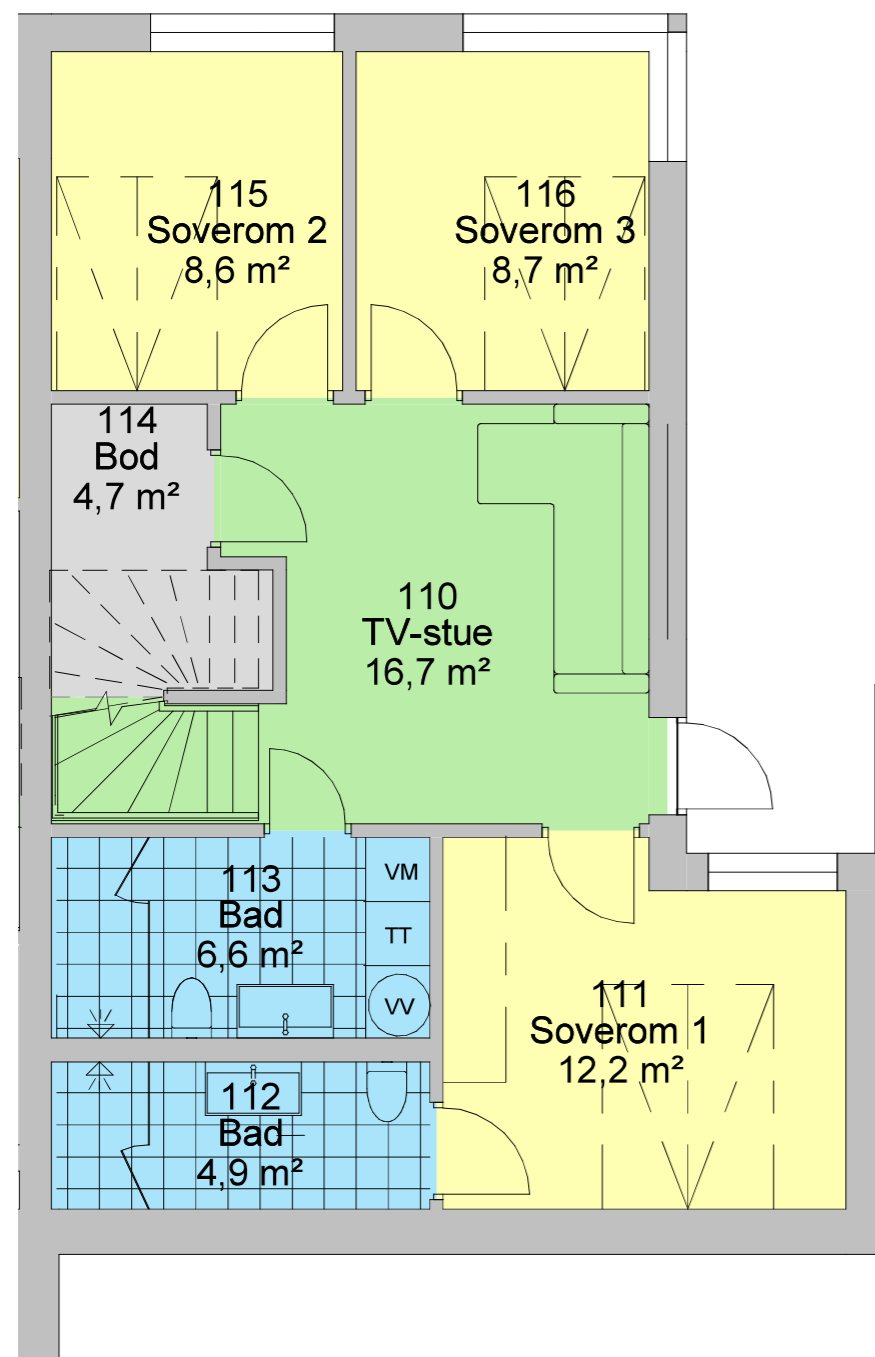 115
Soverom 2
8,6 m²
116
Soverom 3
8,7 m²
114
Bod
4,7 m²
110
TV-stue
16,7 m²
113
Bad
6,6 m²
VM
TT
VV
111
Soverom 1
12,2 m²
112
Bad
4,9 m²